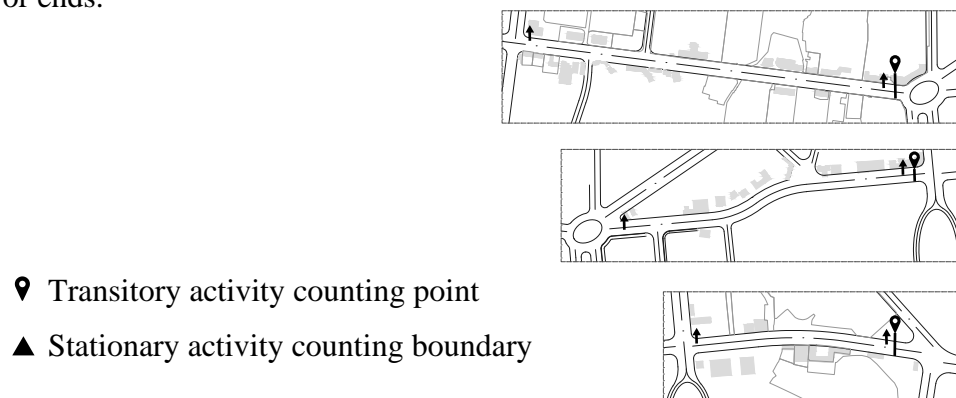 or ends.
Transitory activity counting point
Stationary activity counting boundary